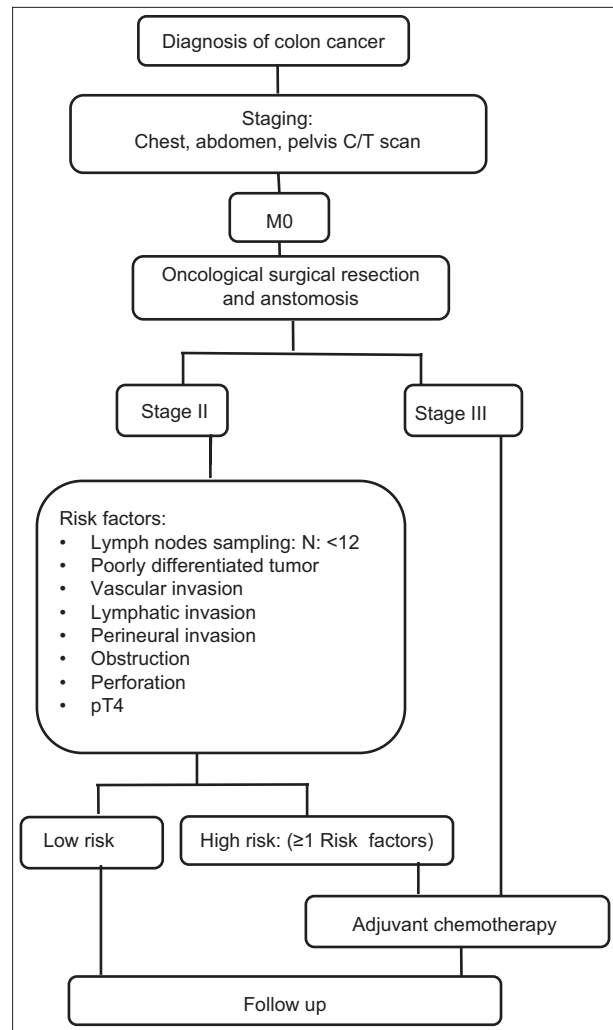 Diagnosis of colon cancer
Staging:
Chest, abdomen, pelvis C/T scan
M0
Oncological surgical resection
and anstomosis
Stage II
Stage III
Risk factors:
• Lymph nodes sampling: N: <12
• Poorly differentiated tumor
• Vascular invasion
• Lymphatic invasion
• Perineural invasion
• Obstruction
• Perforation
• pT4
Low risk
High risk: (≥1 Risk factors)
Adjuvant chemotherapy
Follow up